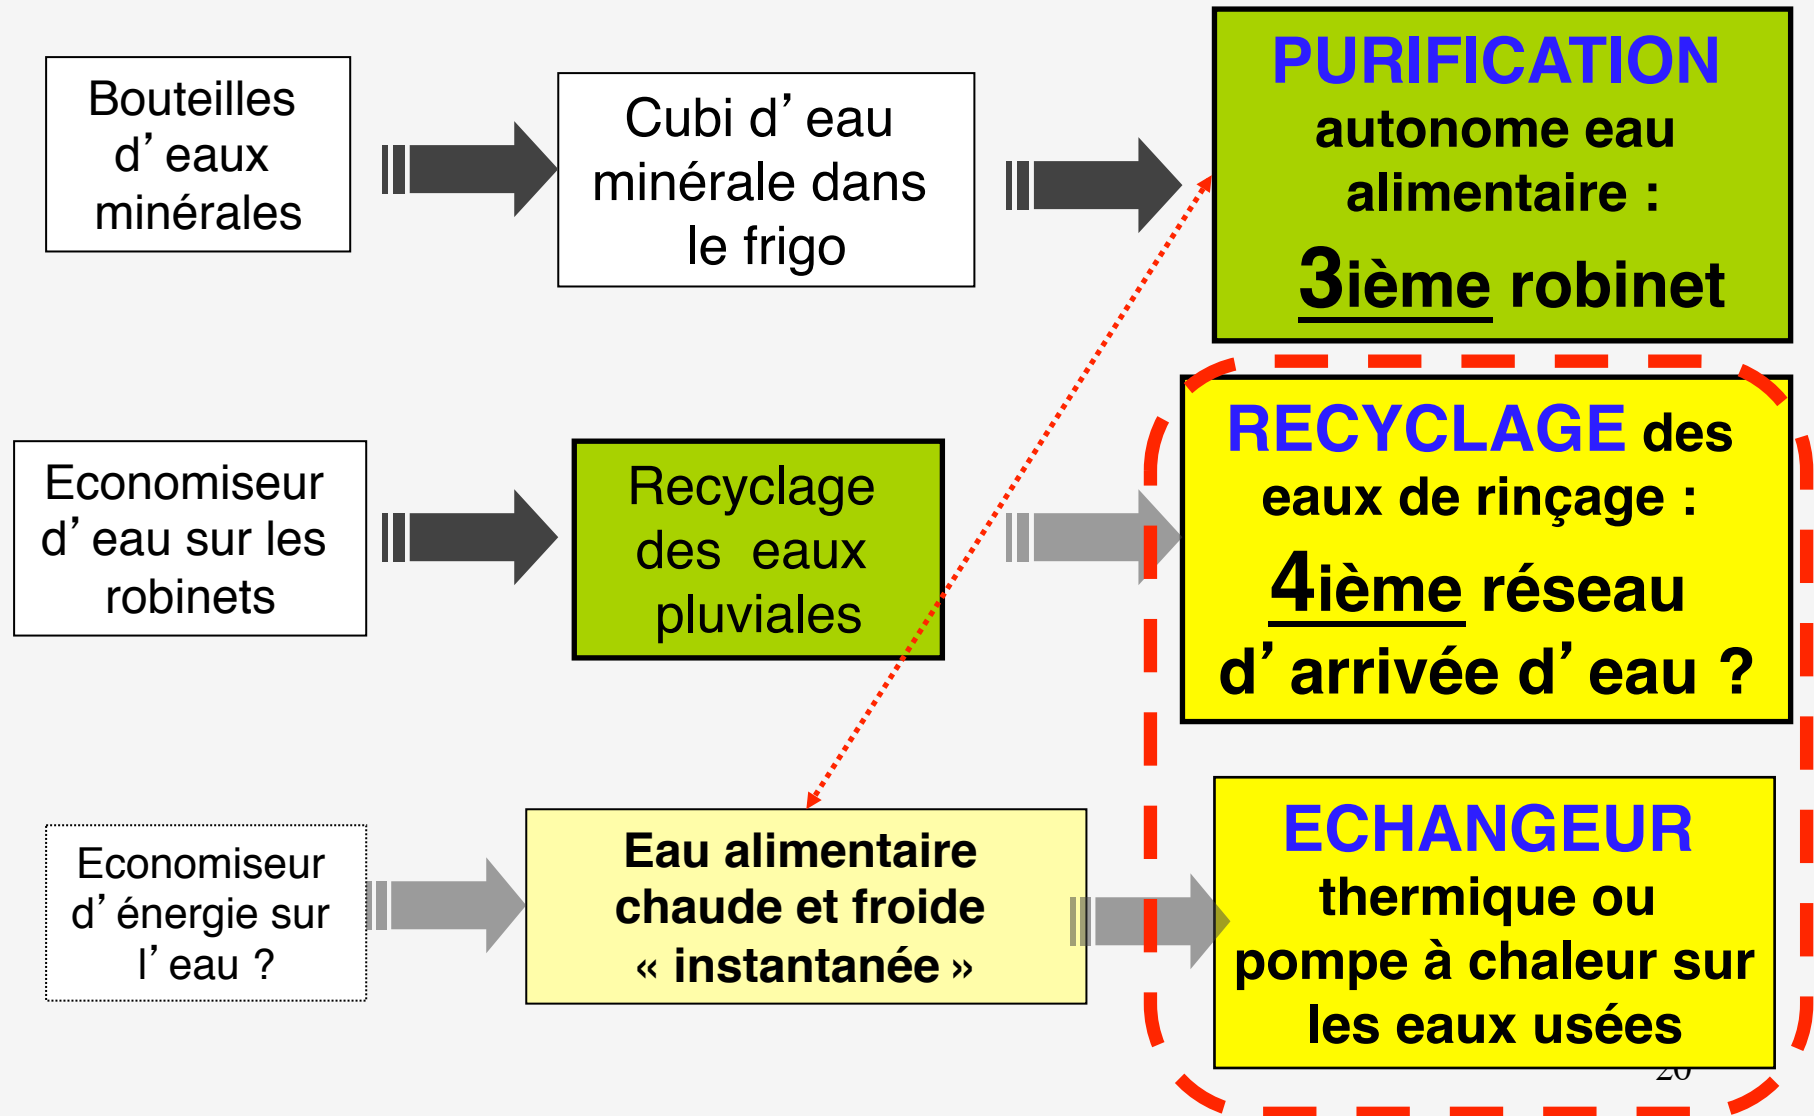 Bouteilles
d’ eaux
minérales
Cubi d’ eau
minérale dans
le frigo
PURIFICATION
autonome eau
alimentaire :
3ième robinet
Economiseur
d’ eau sur les
robinets
Recyclage
des eaux
pluviales
RECYCLAGE des
eaux de rinçage :
4ième réseau
d’ arrivée d’ eau ?
Economiseur
d’ énergie sur
l’ eau ?
Eau alimentaire
chaude et froide
« instantanée »
ECHANGEUR
thermique ou
pompe à chaleur sur
les eaux usées